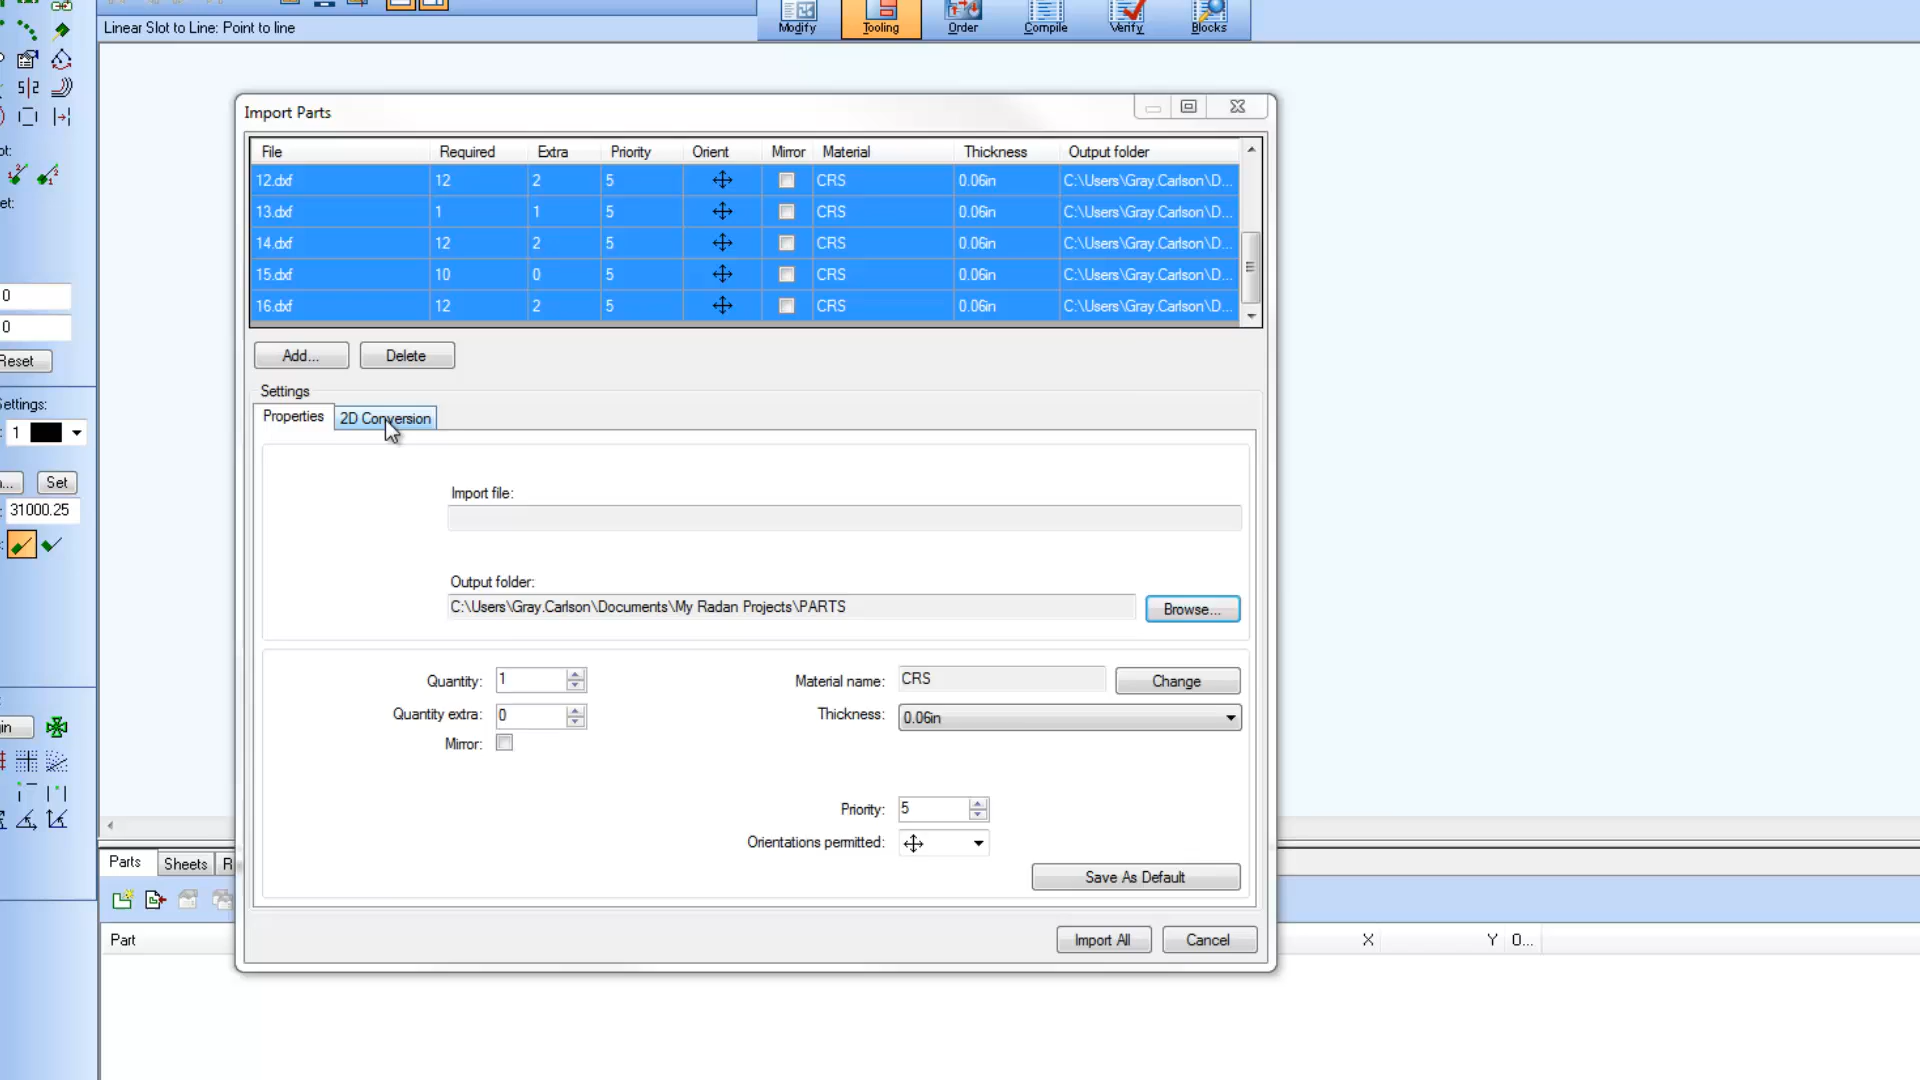 Linear Slot to Line: Point to line
Modify
Tooling
Order
Compile
Verify
Blocks
Import Parts
File Required Extra Priority Orient Mirror Material Thickness Output folder
12.dxf 12 2 5 CRS 0.06in C:\Users\Gray.Carlson\D...
13.dxf 1 1 5 CRS 0.06in C:\Users\Gray.Carlson\D...
14.dxf 12 2 5 CRS 0.06in C:\Users\Gray.Carlson\D...
15.dxf 10 0 5 CRS 0.06in C:\Users\Gray.Carlson\D...
16.dxf 12 2 5 CRS 0.06in C:\Users\Gray.Carlson\D...
Add...
Delete
Settings
Properties
2D Conversion
Import file:
Output folder:
C:\Users\Gray.Carlson\Documents\My Radan Projects\PARTS
Browse...
Quantity: 1
Quantity extra: 0
Mirror:
Material name: CRS
Change
Thickness: 0.06in
Priority: 5
Orientations permitted:
Save As Default
Import All
Cancel
5|2
ot:
et:
0
0
Reset
Settings:
1
Set
31000.25
in
Parts
Sheets
R
Part
X
Y
O...